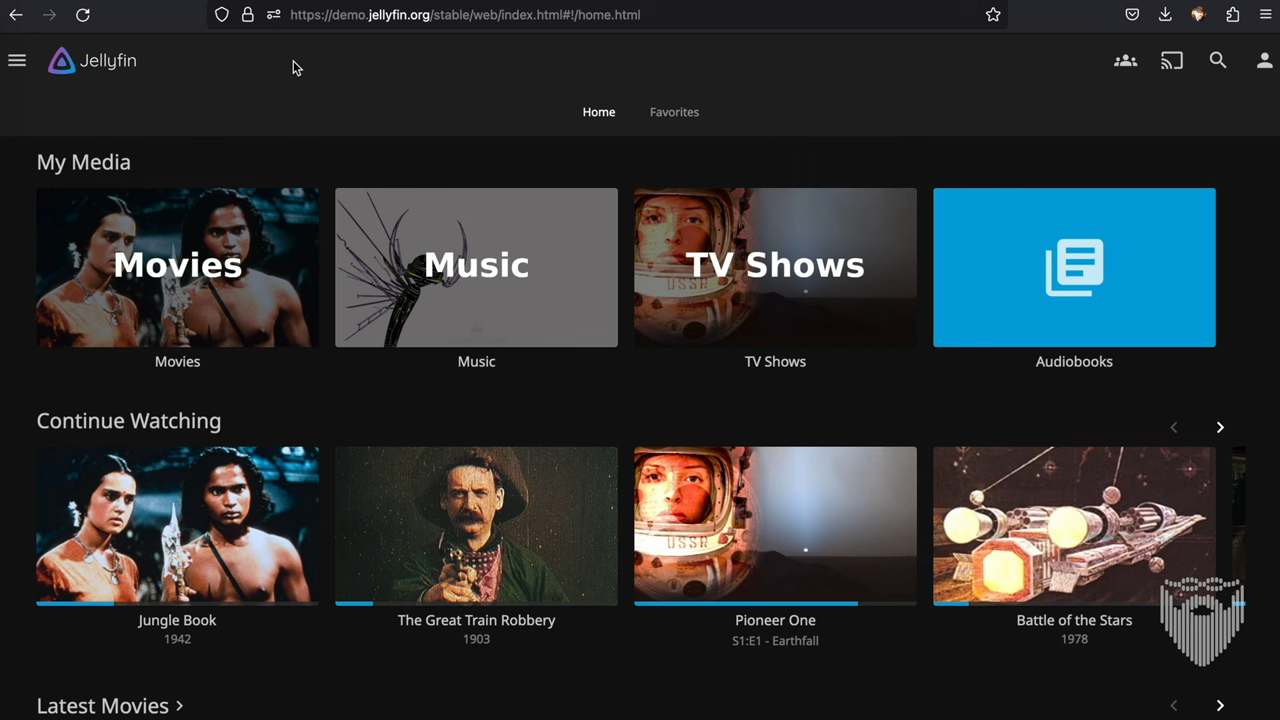 https://demo.jellyfin.org/stable/web/index.html#!/home.html
Jellyfin
Home Favorites
My Media
Movies Music TV Shows
Movies Music TV Shows Audiobooks
Continue Watching
USSR
Jungle Book The Great Train Robbery Pioneer One Battle of the Stars
1942 1903 S1:E1 - Earthfall 1978
Latest Movies